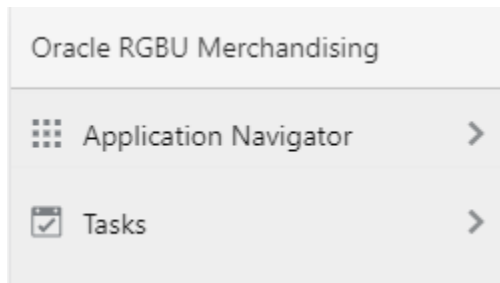 Oracle RGBU Merchandising
Application Navigator
Tasks